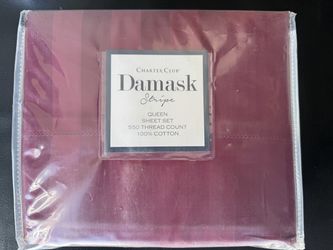 CHARTER CLUB
Damask
Stripe
QUEEN
SHEET SET
550 THREAD COUNT
100% COTTON